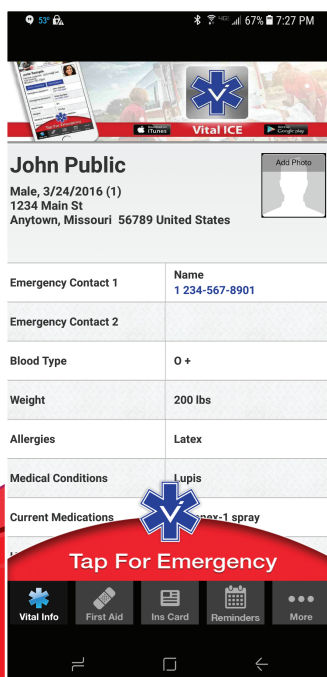 53° 67% 7:27 PM
iTunes Vital ICE Google play
John Public
Add Photo
Male, 3/24/2016 (1)
1234 Main St
Anytown, Missouri 56789 United States
Emergency Contact 1 Name
1 234-567-8901
Emergency Contact 2
Blood Type O +
Weight 200 lbs
Allergies Latex
Medical Conditions Lupis
Current Medications -1 spray
Tap For Emergency
Vital Info First Aid Ins Card Reminders More